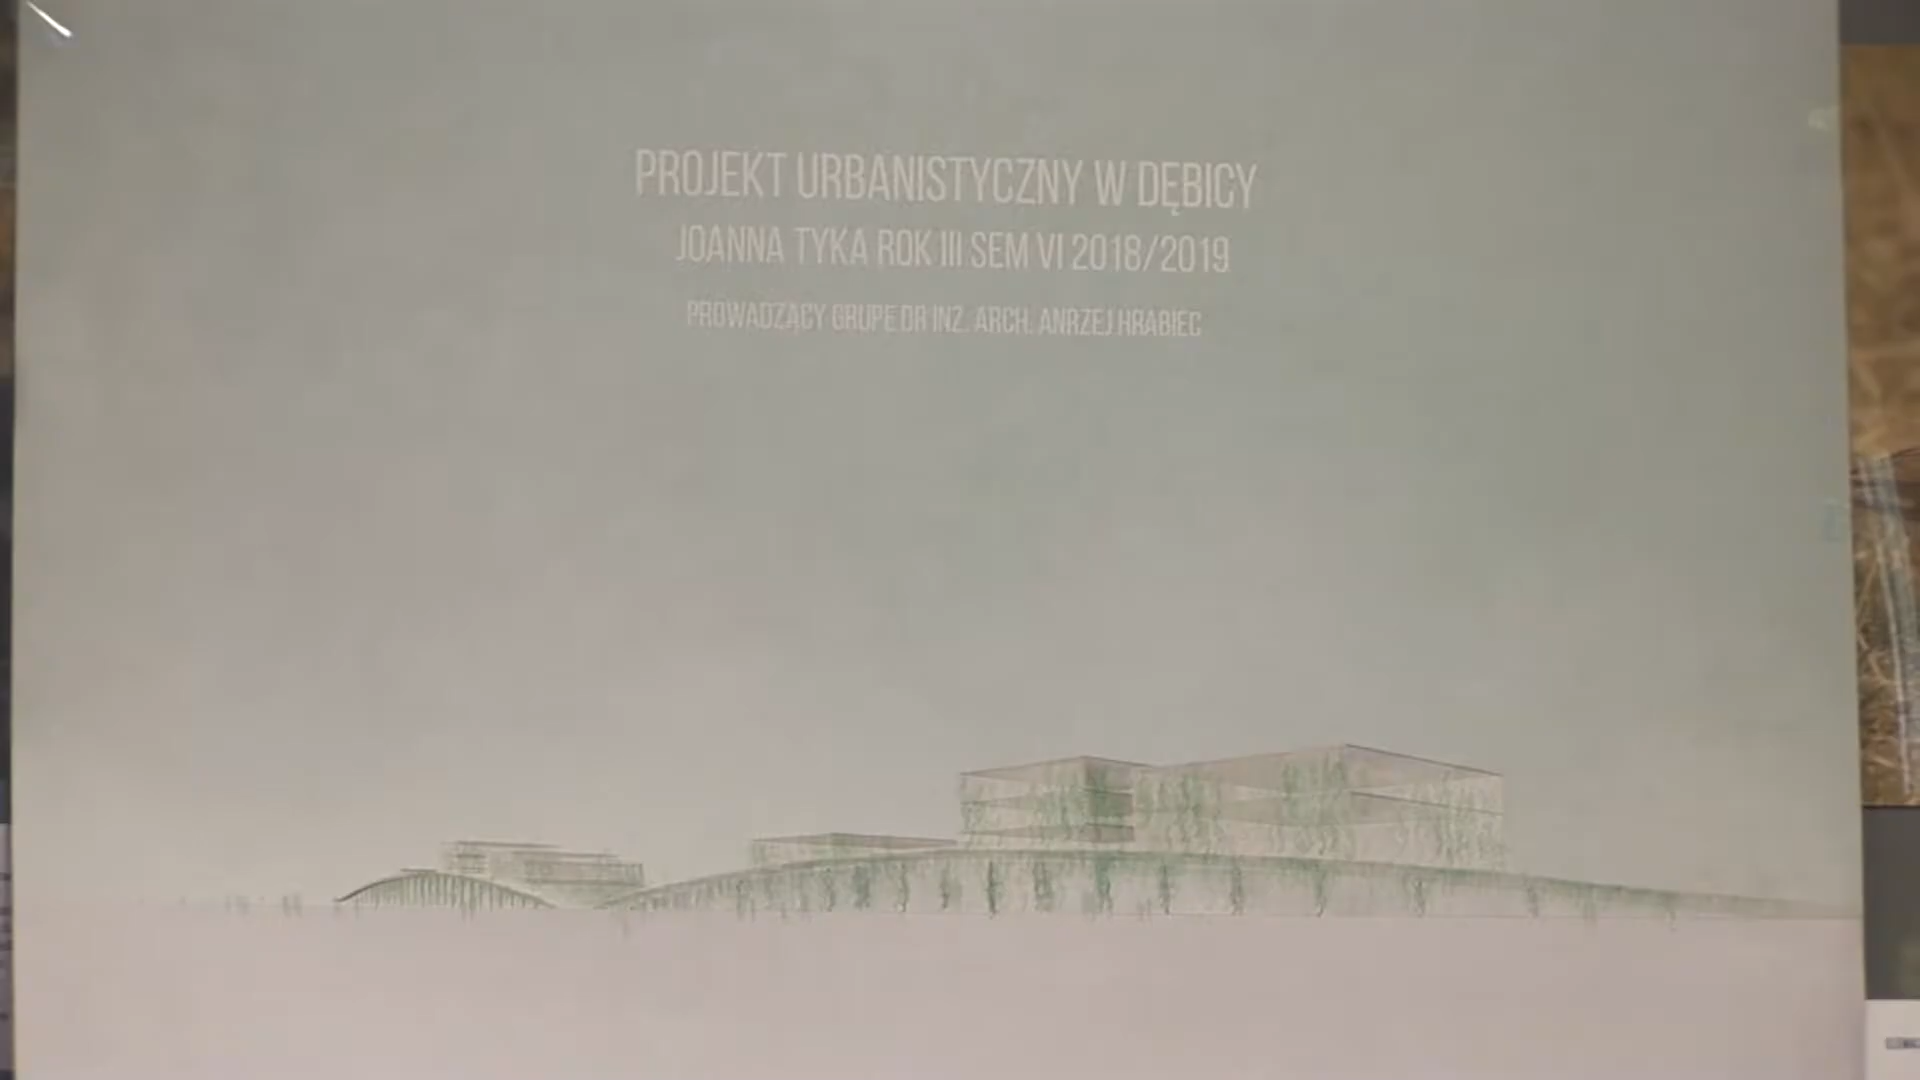 PROJEKT URBANISTYCZNY W DĘBICY
JOANNA TYKA ROK III SEM VI 2018/2019
PROWADZĄCY GRUPĘ DR INŻ. ARCH. ANRZEJ HRABIEC